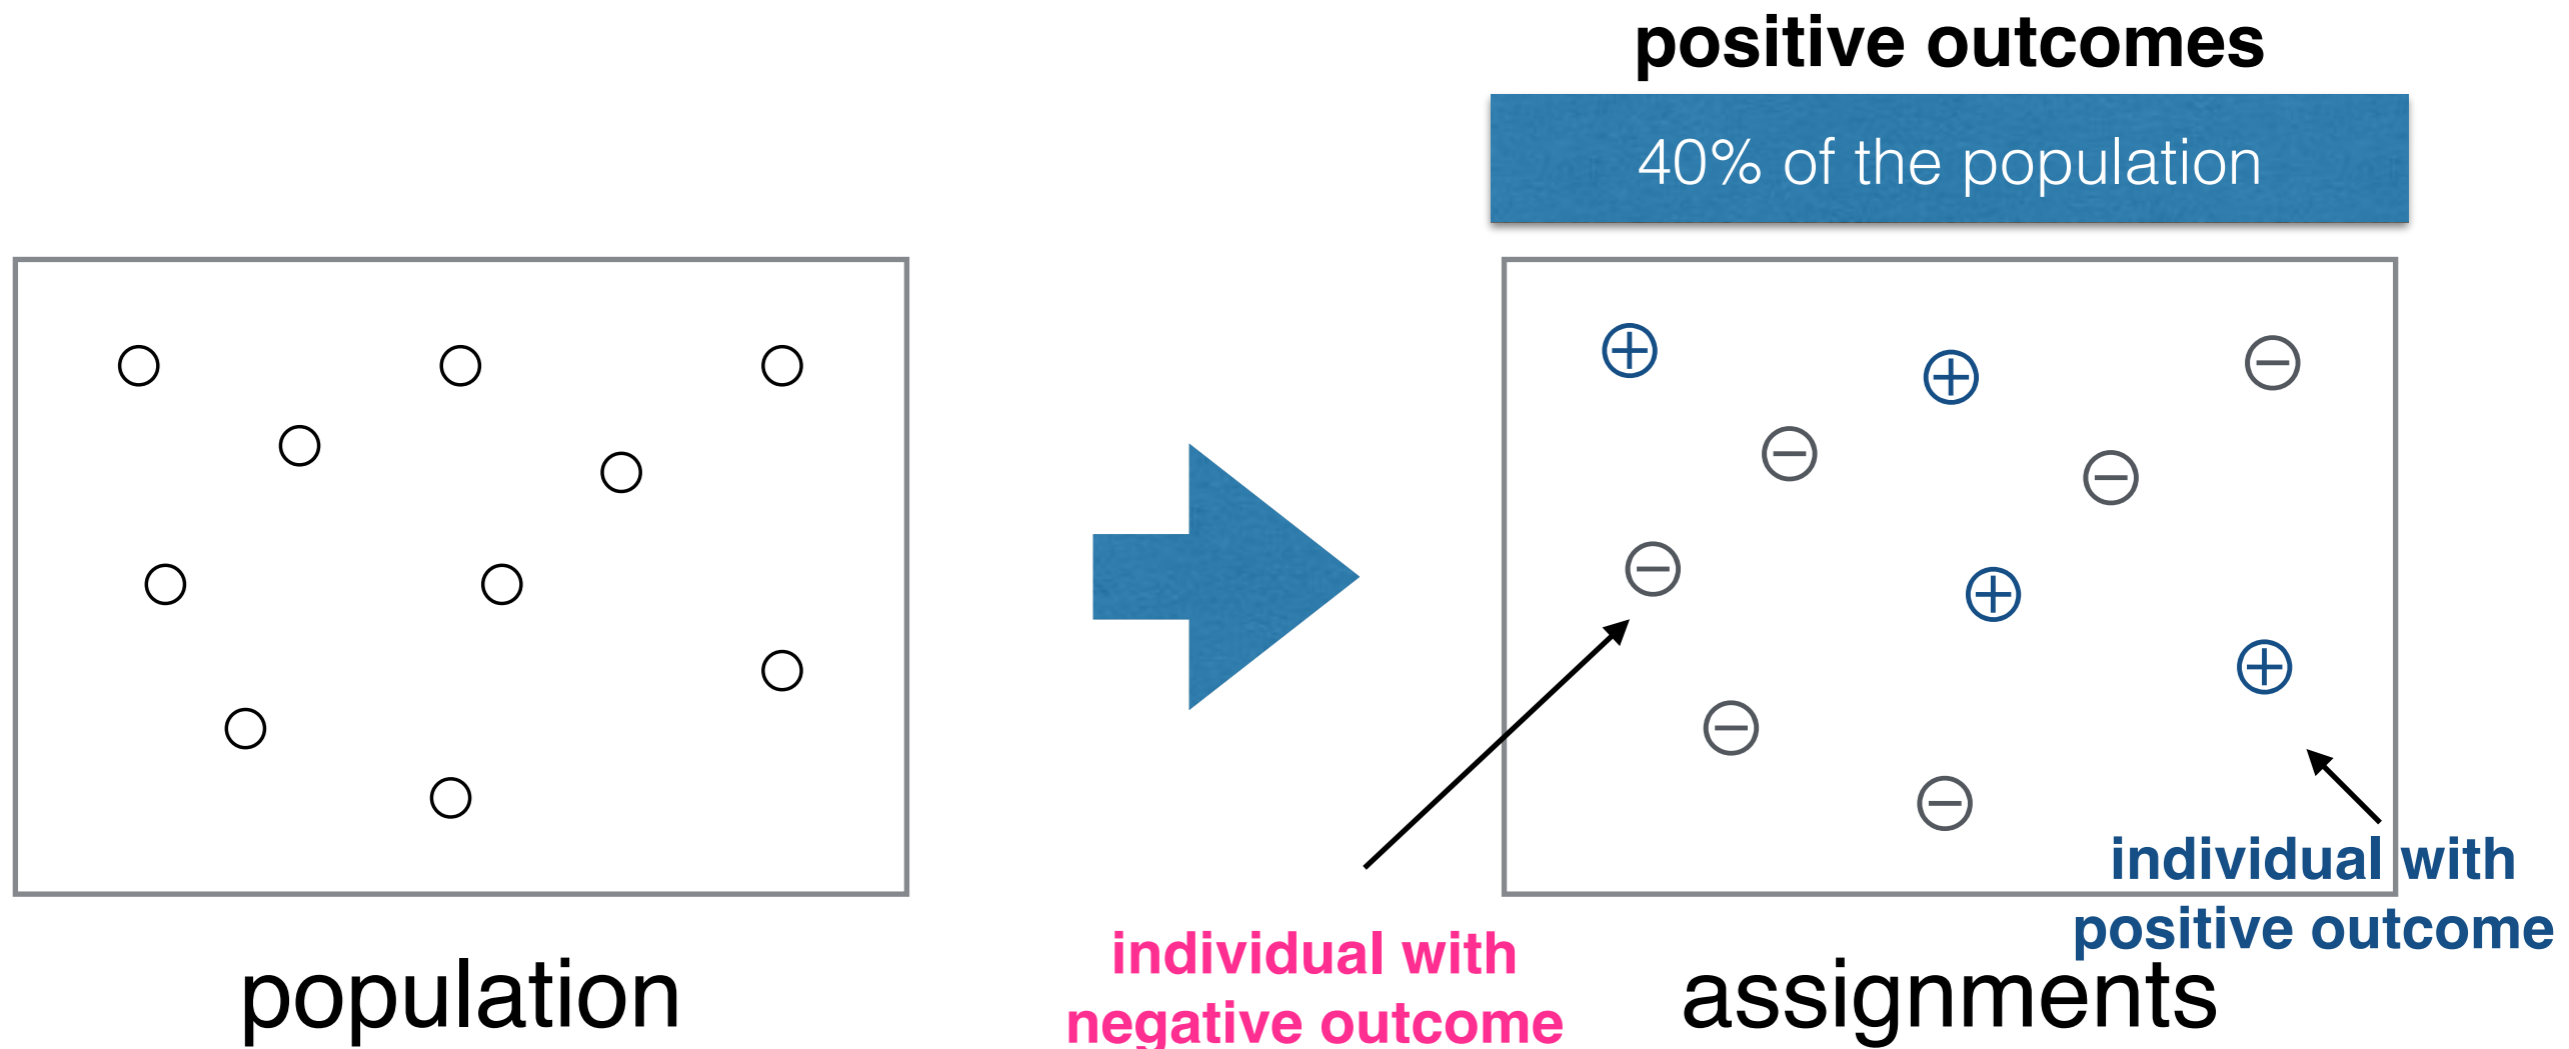 positive outcomes
40% of the population
individual with
positive outcome
individual with
negative outcome
population
assignments